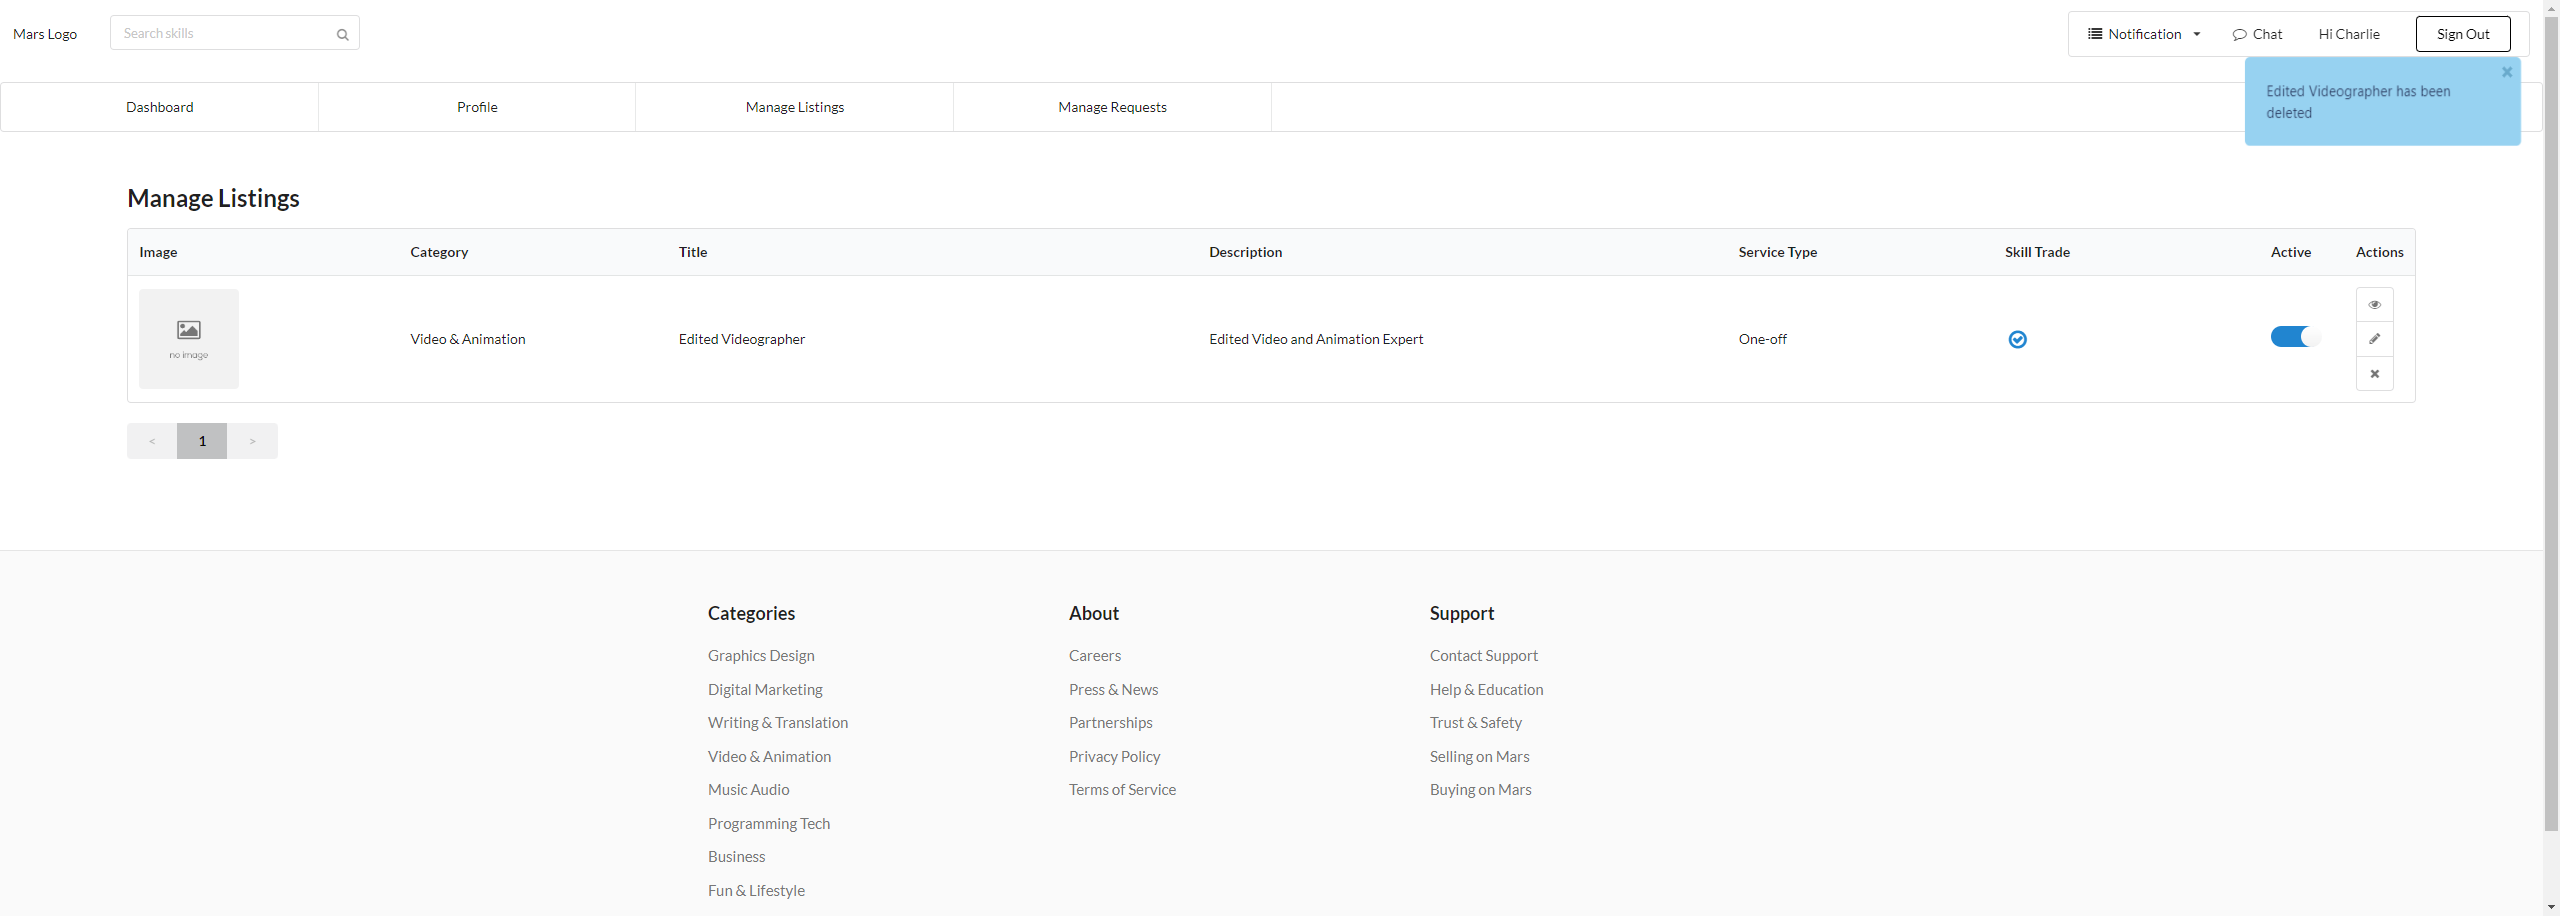 Mars Logo
Search skills
Notification
Chat
Hi Charlie
Sign Out
Edited Videographer has been
deleted
Dashboard
Profile
Manage Listings
Manage Requests
Manage Listings
Image
Category
Title
Description
Service Type
Skill Trade
Active
Actions
no image
Video & Animation
Edited Videographer
Edited Video and Animation Expert
One-off
< 1 >
Categories
Graphics Design
Digital Marketing
Writing & Translation
Video & Animation
Music Audio
Programming Tech
Business
Fun & Lifestyle
About
Careers
Press & News
Partnerships
Privacy Policy
Terms of Service
Support
Contact Support
Help & Education
Trust & Safety
Selling on Mars
Buying on Mars